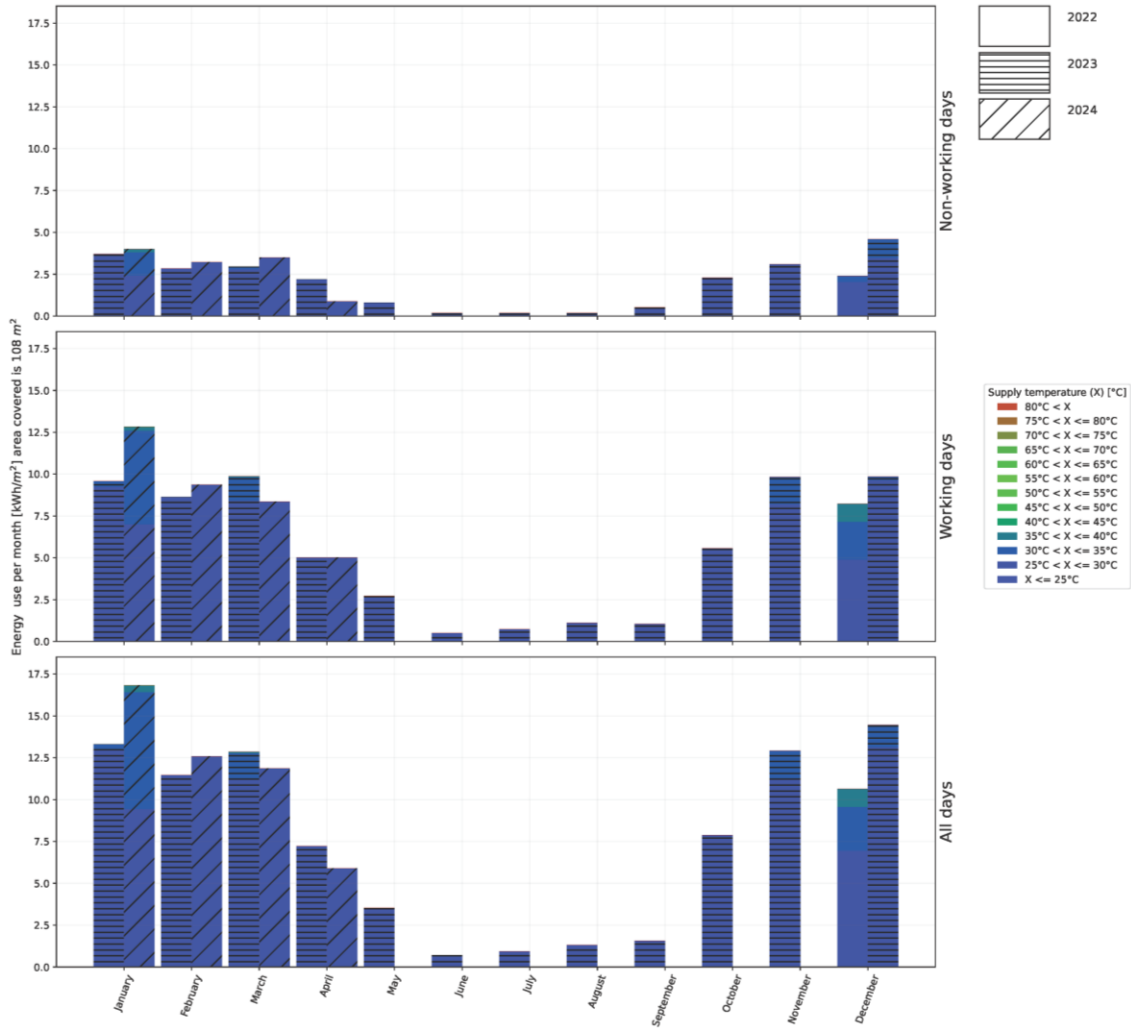 17.5
15.0
12.5
10.0
7.5
5.0
2.5
0.0
Non-working days
2022
2023
2024
17.5
15.0
12.5
10.0
7.5
5.0
2.5
0.0
Working days
Energy use per month [kWh/m²] area covered is 108 m²
Supply temperature (X) [°C]
80°C < X
75°C < X <= 80°C
70°C < X <= 75°C
65°C < X <= 70°C
60°C < X <= 65°C
55°C < X <= 60°C
50°C < X <= 55°C
45°C < X <= 50°C
40°C < X <= 45°C
35°C < X <= 40°C
30°C < X <= 35°C
25°C < X <= 30°C
X <= 25°C
17.5
15.0
12.5
10.0
7.5
5.0
2.5
0.0
All days
January
February
March
April
May
June
July
August
September
October
November
December